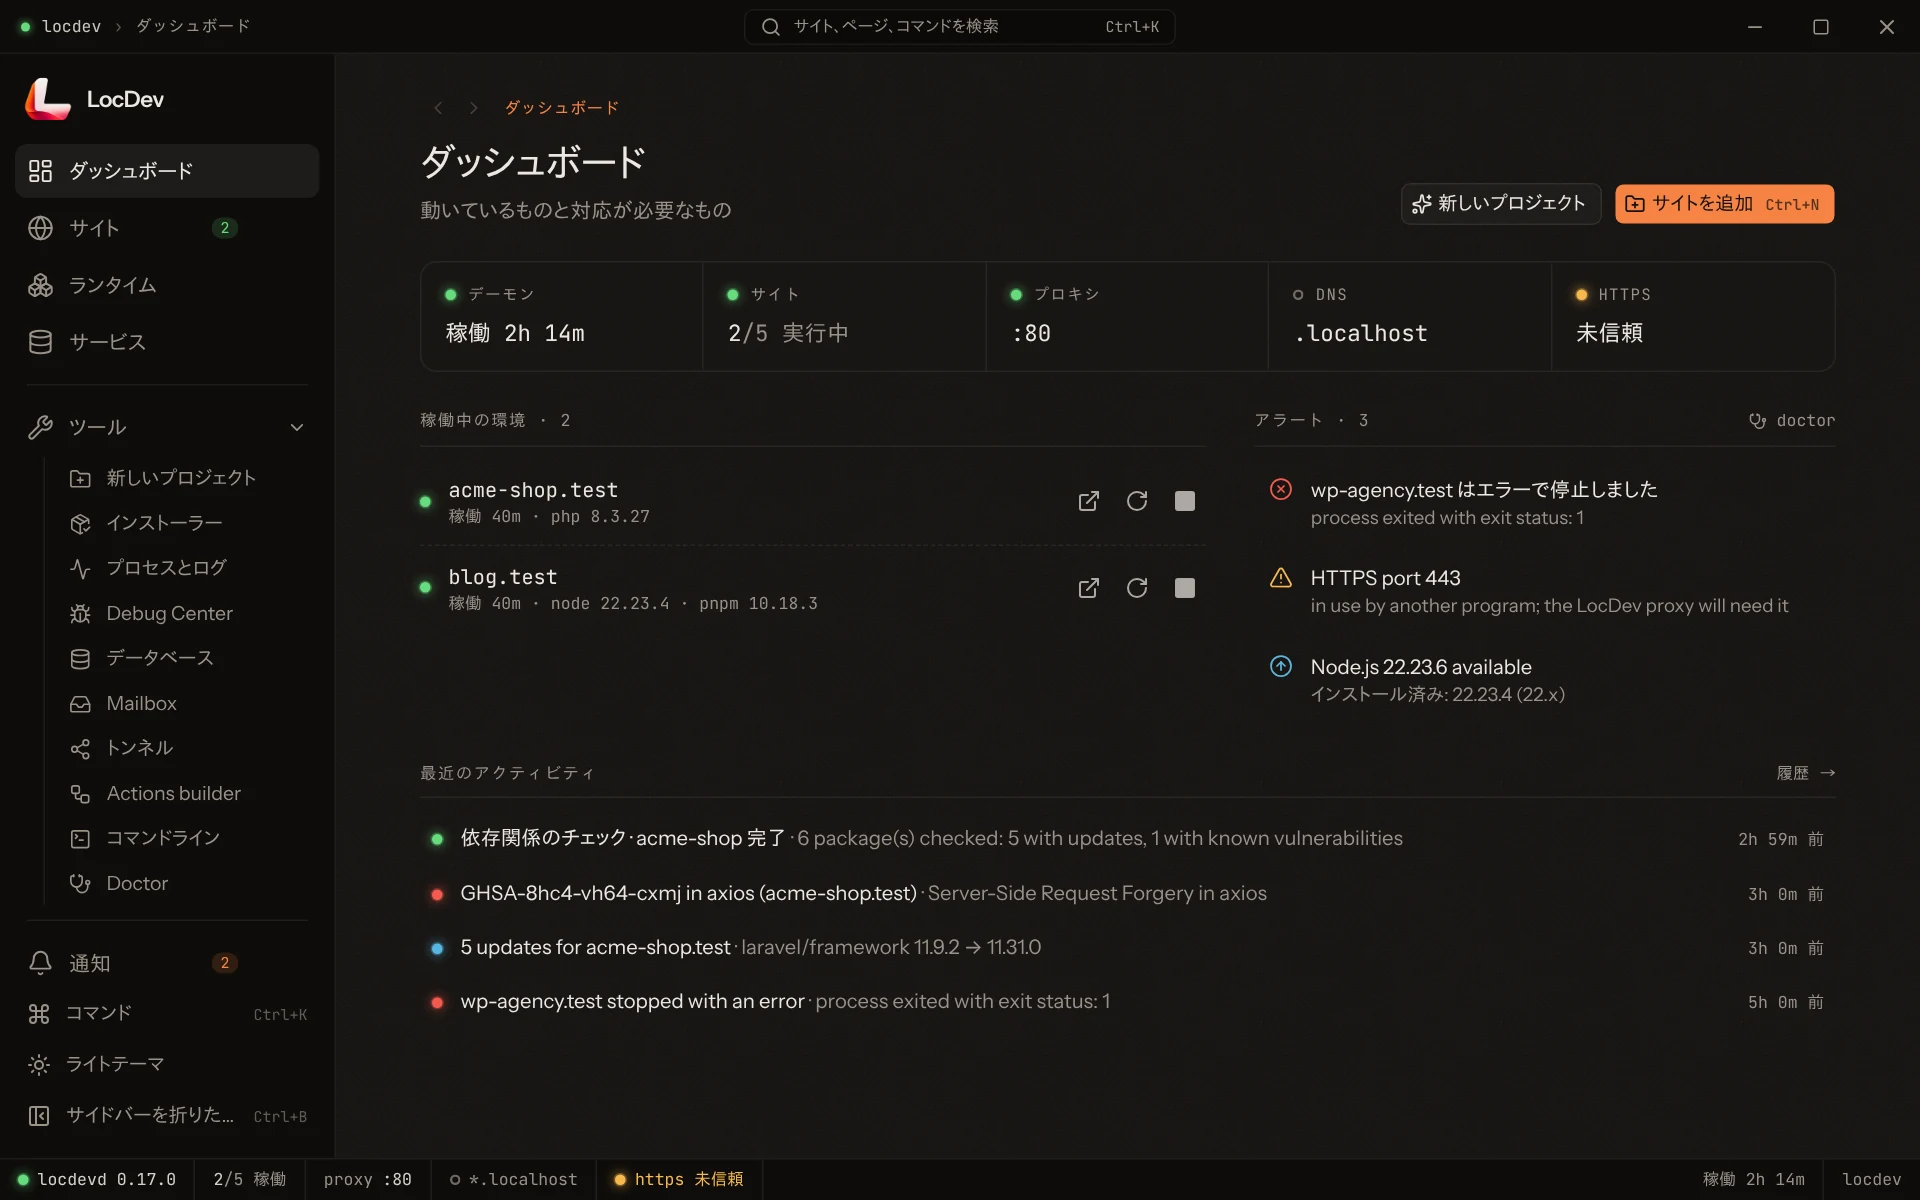 locdev › ダッシュボード
サイト、ページ、コマンドを検索 Ctrl+K
LocDev
ダッシュボード
サイト 2
ランタイム
サービス
ツール
新しいプロジェクト
インストーラー
プロセスとログ
Debug Center
データベース
Mailbox
トンネル
Actions builder
コマンドライン
Doctor
通知 2
コマンド Ctrl+K
ライトテーマ
サイドバーを折りた... Ctrl+B
ダッシュボード
ダッシュボード
動いているものと対応が必要なもの
新しいプロジェクト
サイトを追加 Ctrl+N
デーモン
稼働 2h 14m
サイト
2/5 実行中
プロキシ
:80
DNS
.localhost
HTTPS
未信頼
稼働中の環境 · 2
acme-shop.test
稼働 40m · php 8.3.27
blog.test
稼働 40m · node 22.23.4 · pnpm 10.18.3
アラート · 3
doctor
wp-agency.test はエラーで停止しました
process exited with exit status: 1
HTTPS port 443
in use by another program; the LocDev proxy will need it
Node.js 22.23.6 available
インストール済み: 22.23.4 (22.x)
最近のアクティビティ
履歴 →
依存関係のチェック · acme-shop 完了 · 6 package(s) checked: 5 with updates, 1 with known vulnerabilities 2h 59m 前
GHSA-8hc4-vh64-cxmj in axios (acme-shop.test) · Server-Side Request Forgery in axios 3h 0m 前
5 updates for acme-shop.test · laravel/framework 11.9.2 → 11.31.0 3h 0m 前
wp-agency.test stopped with an error · process exited with exit status: 1 5h 0m 前
locdevd 0.17.0
2/5 稼働
proxy :80
*.localhost
https 未信頼
稼働 2h 14m
locdev